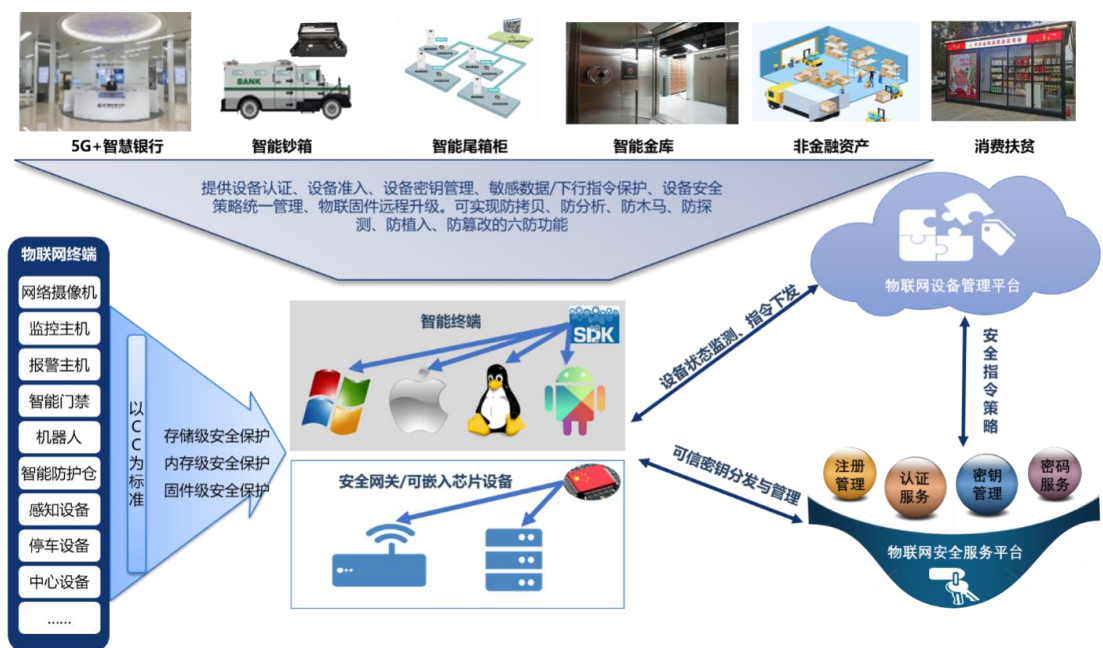 BANK
5G+智慧银行
智能钞箱
智能尾箱柜
智能金库
非金融资产
消费扶贫
提供设备认证、设备准入、设备密钥管理、敏感数据/下行指令保护、设备安全
策略统一管理、物联固件远程升级。可实现防拷贝、防分析、防木马、防探
测、防植入、防篡改的六防功能
物联网终端
网络摄像机
监控主机
报警主机
智能门禁
机器人
智能防护仓
感知设备
停车设备
中心设备
......
以CC为标准
存储级安全保护
内存级安全保护
固件级安全保护
智能终端
SDK
安全网关/可嵌入芯片设备
设备状态监测、指令下发
可信密钥分发与管理
物联网设备管理平台
安全指令策略
注册
管理
认证
服务
密钥
管理
密码
服务
物联网安全服务平台